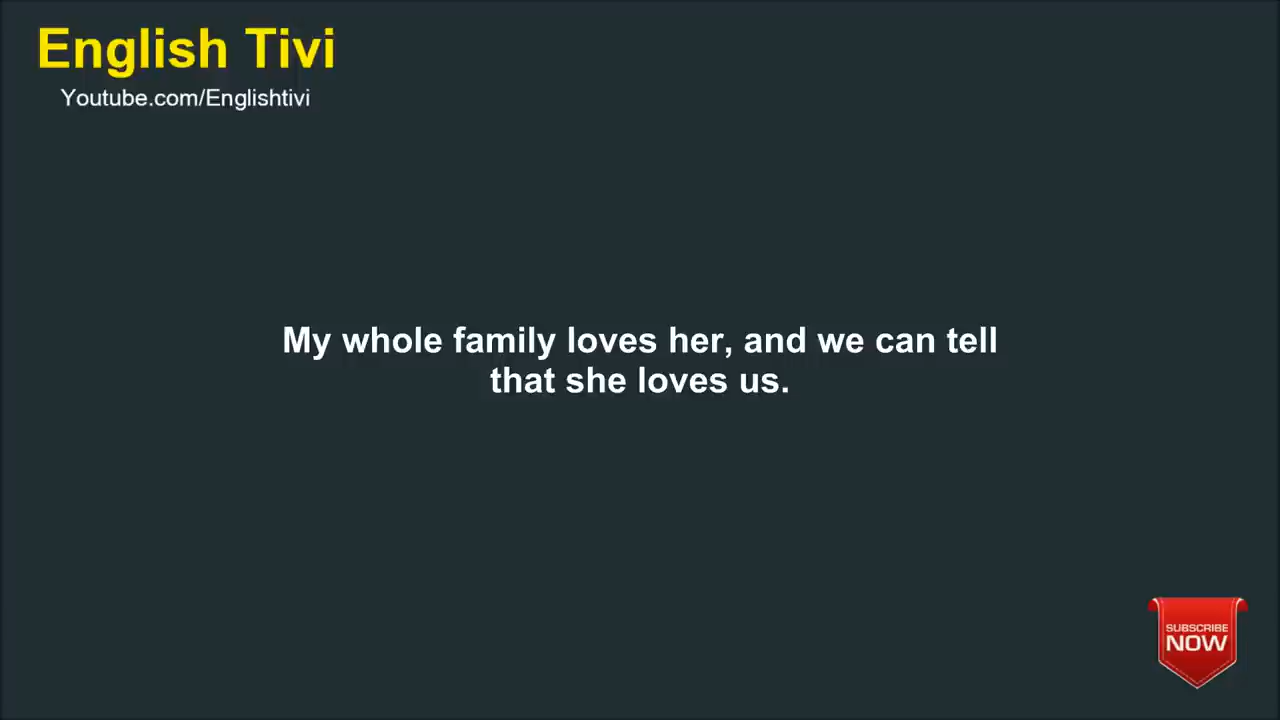 English Tivi
Youtube.com/Englishtivi
My whole family loves her, and we can tell
that she loves us.
SUBSCRIBE
NOW